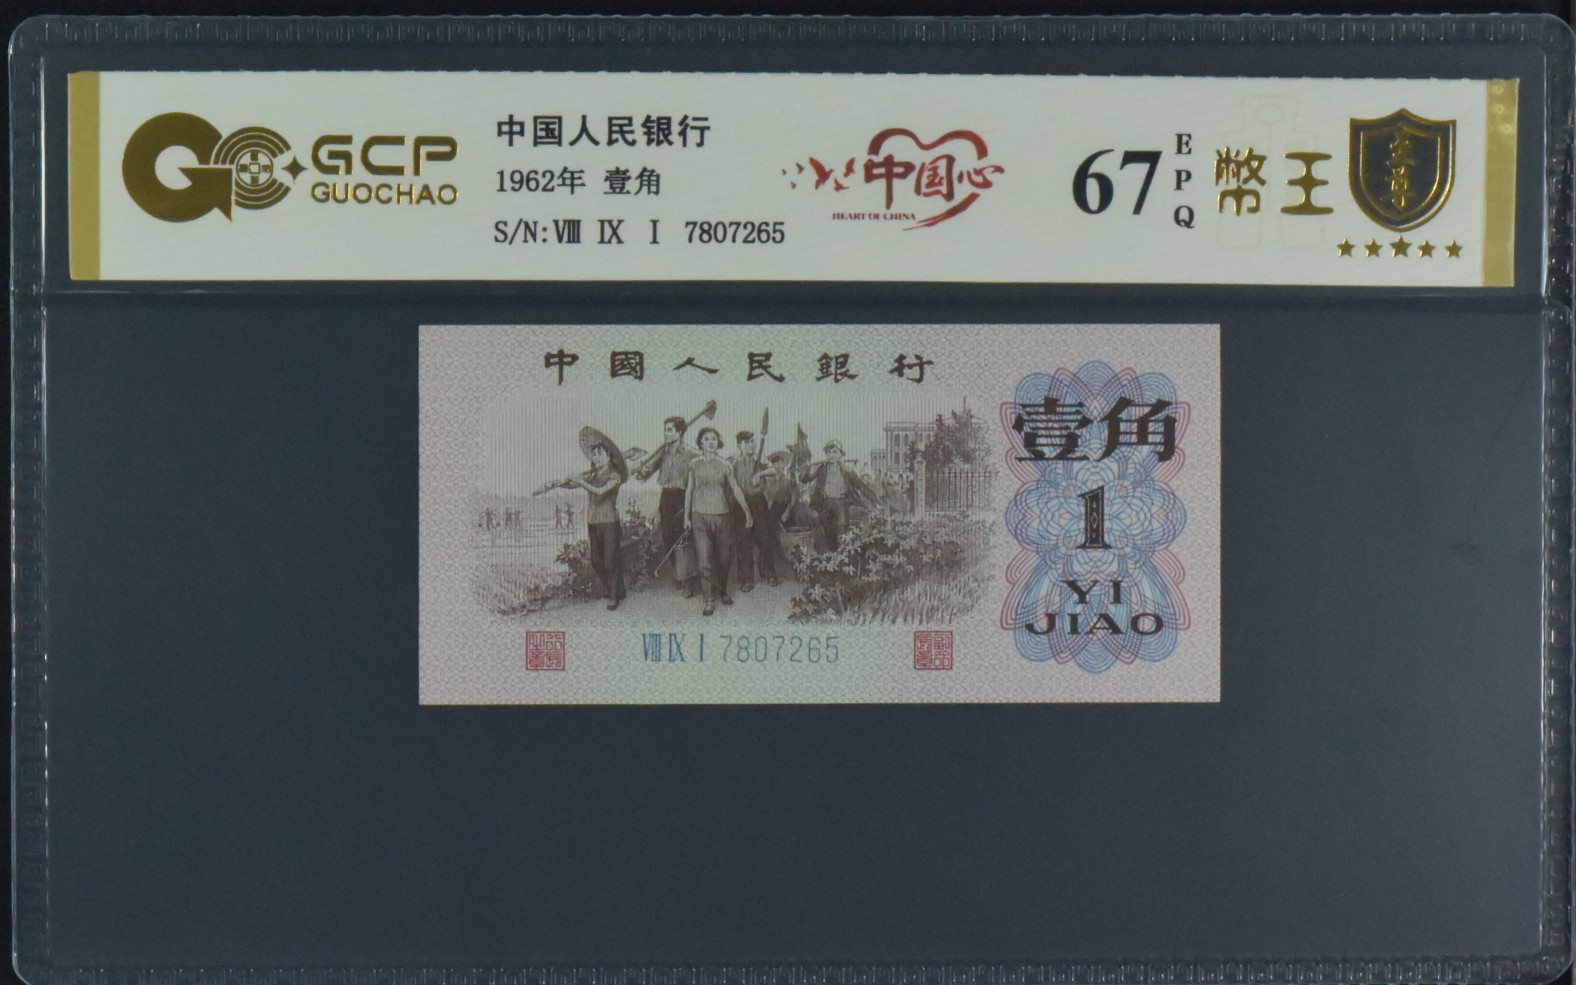 GCP
GUOCHAO
中国人民银行
1962年 壹角
S/N:Ⅷ Ⅸ Ⅰ 7807265
中国心
HEART OF CHINA
67
EPQ
幣王
中國人民銀行
壹角
1
YI
JIAO
Ⅷ Ⅸ Ⅰ 7807265